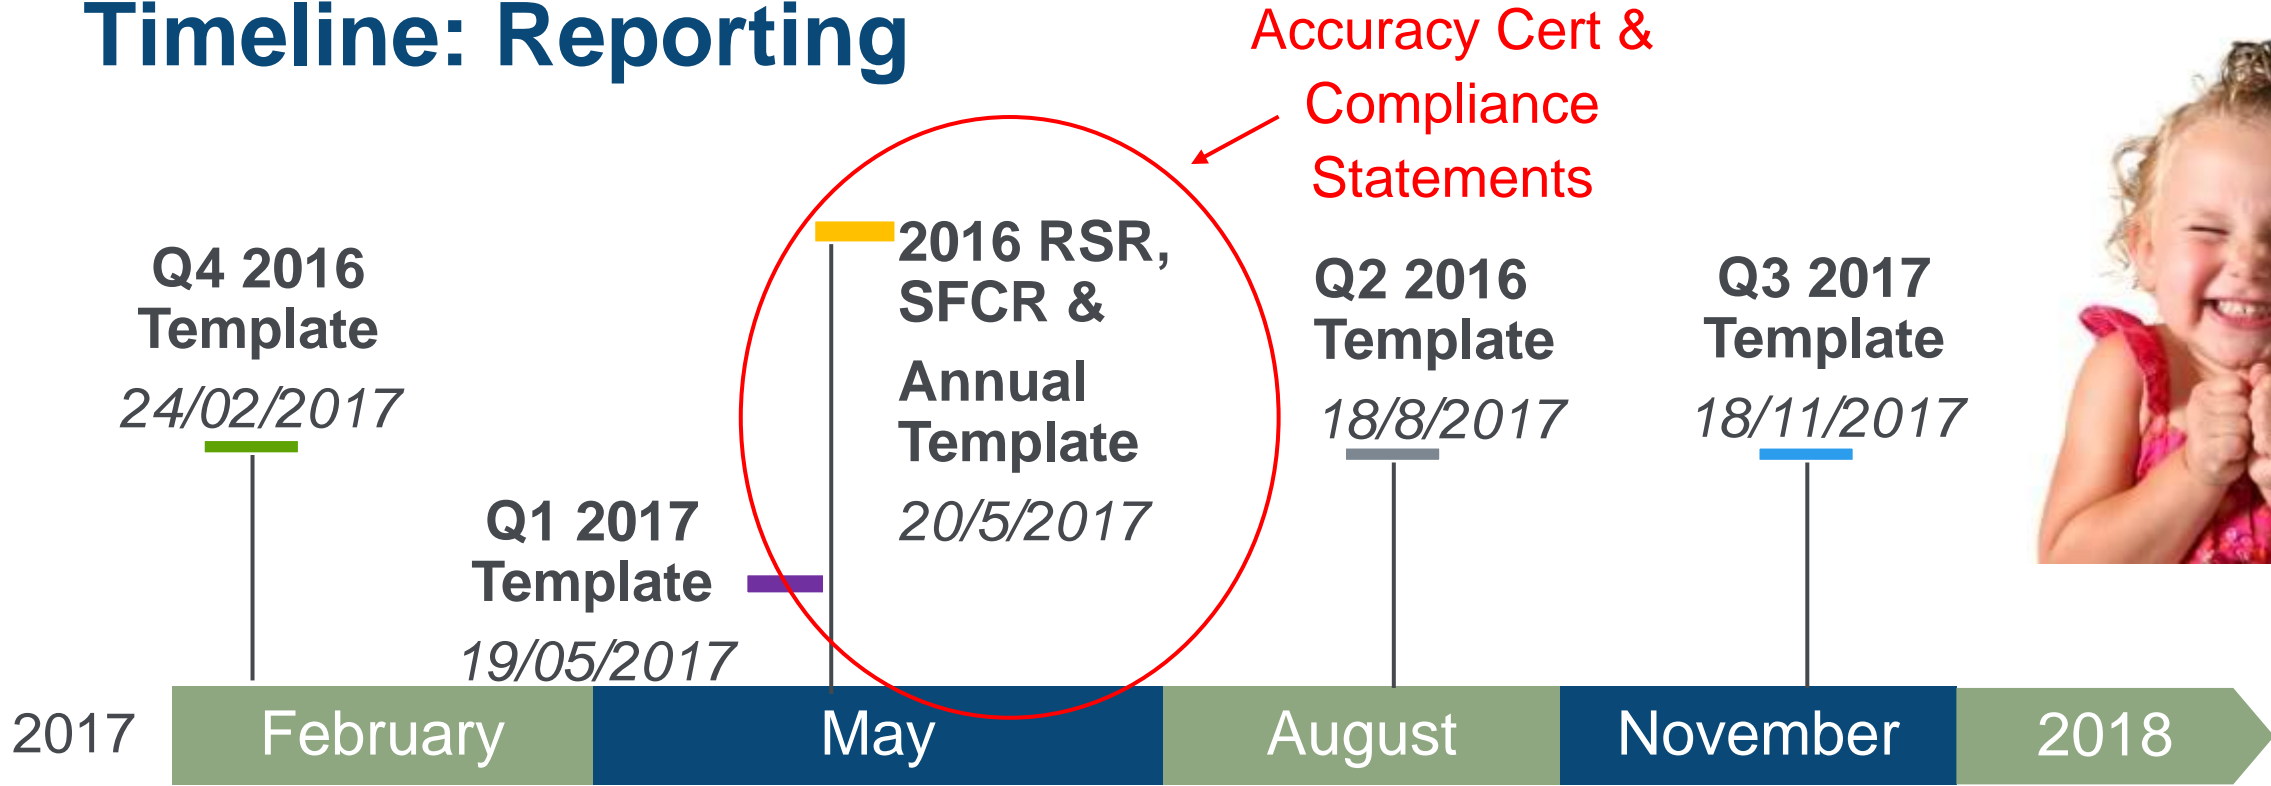 Timeline: Reporting
Accuracy Cert &
Compliance
Statements
Q4 2016
Template
24/02/2017
Q1 2017
Template
19/05/2017
2016 RSR,
SFCR &
Annual
Template
20/5/2017
Q2 2016
Template
18/8/2017
Q3 2017
Template
18/11/2017
2017
February
May
August
November
2018